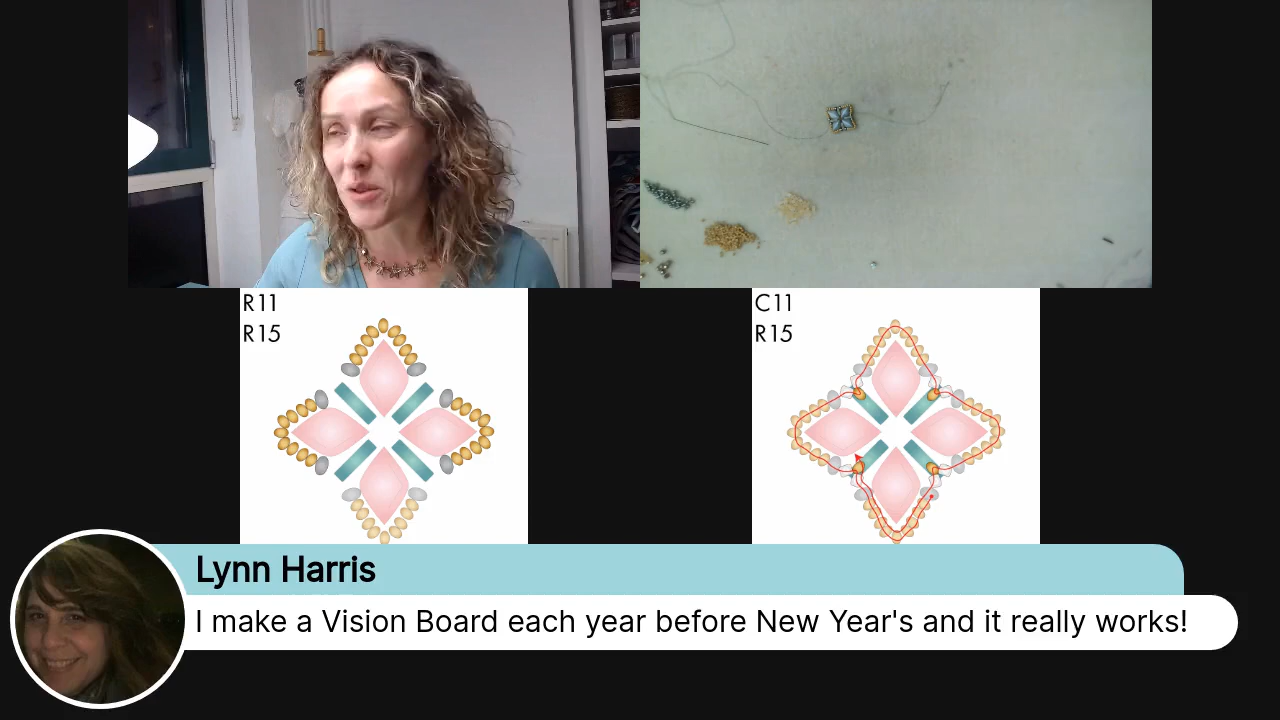 R11
R15
C11
R15
Lynn Harris
I make a Vision Board each year before New Year's and it really works!